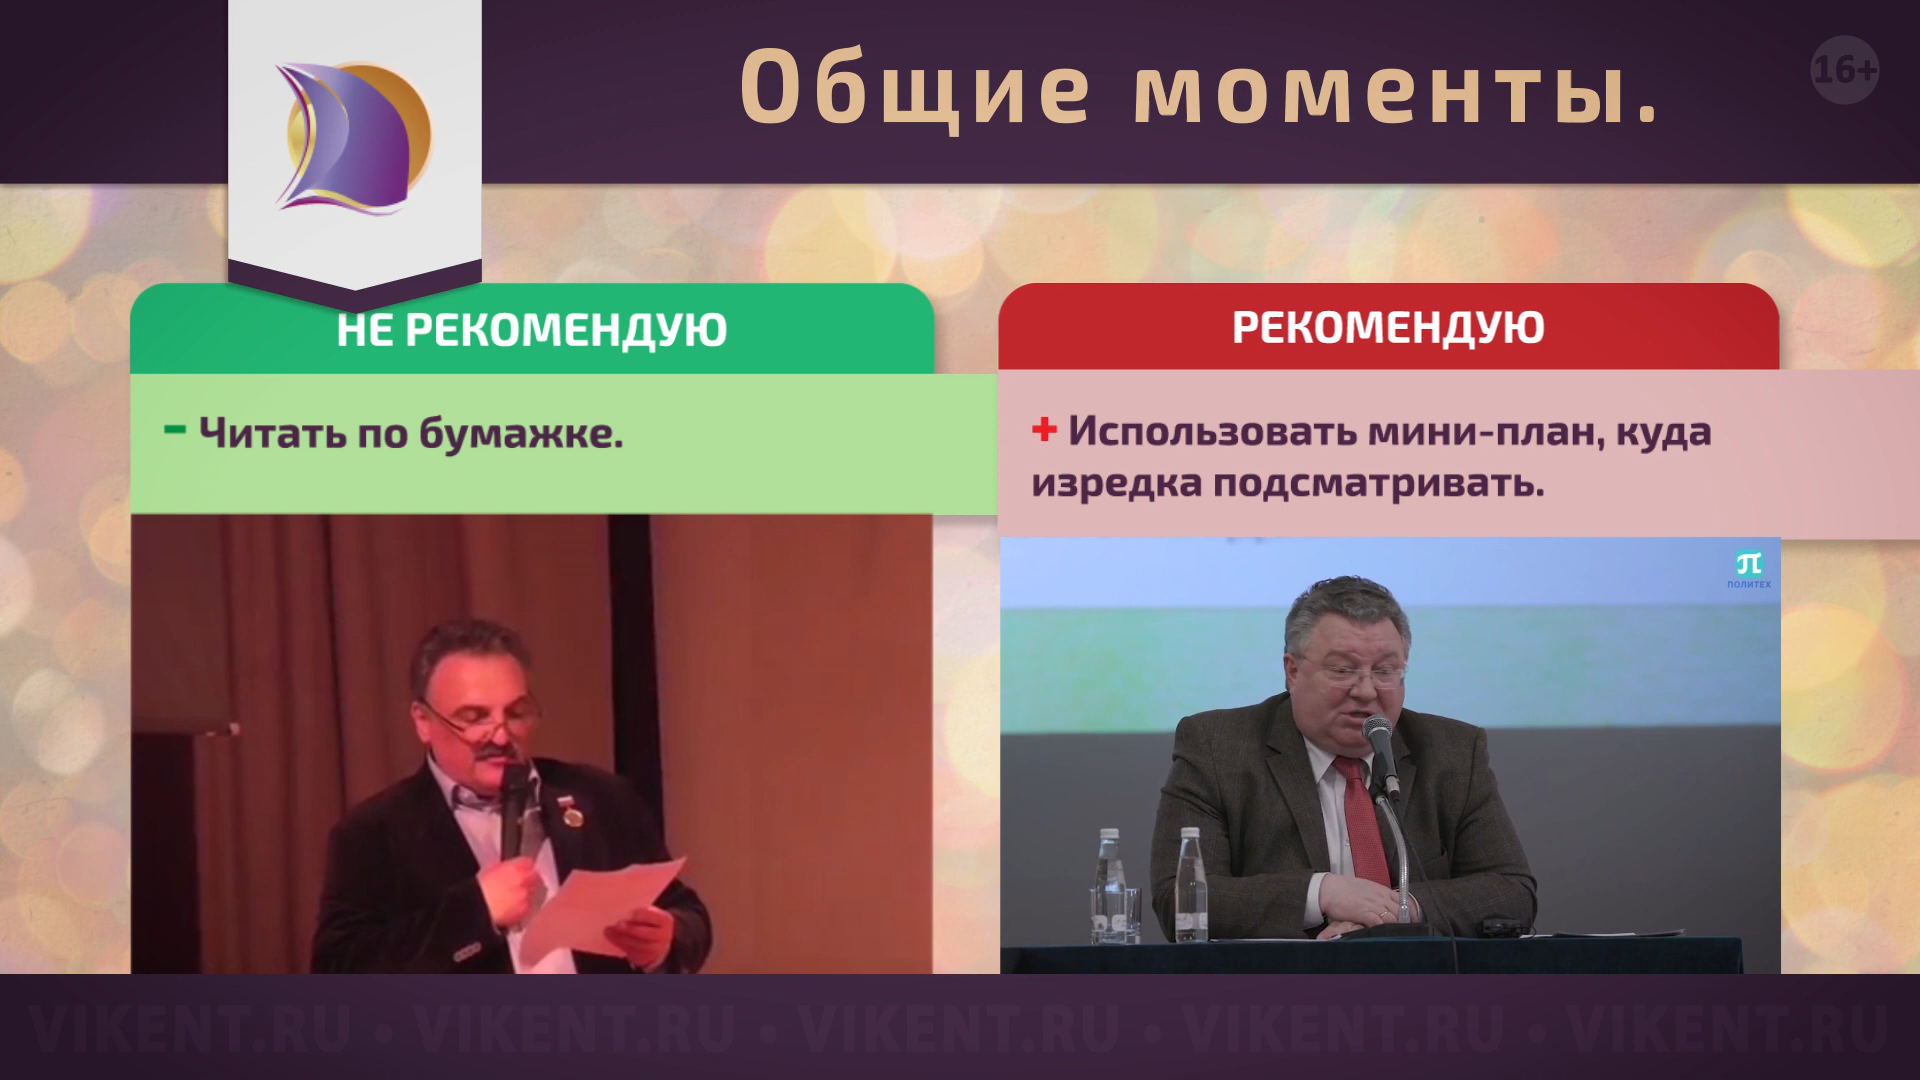 Общие моменты.
16+
НЕ РЕКОМЕНДУЮ
- Читать по бумажке.
РЕКОМЕНДУЮ
+ Использовать мини-план, куда
изредка подсматривать.
π
ПОЛИТЕХ
VIKENT.RU • VIKENT.RU • VIKENT.RU • VIKENT.RU • VIKENT.RU